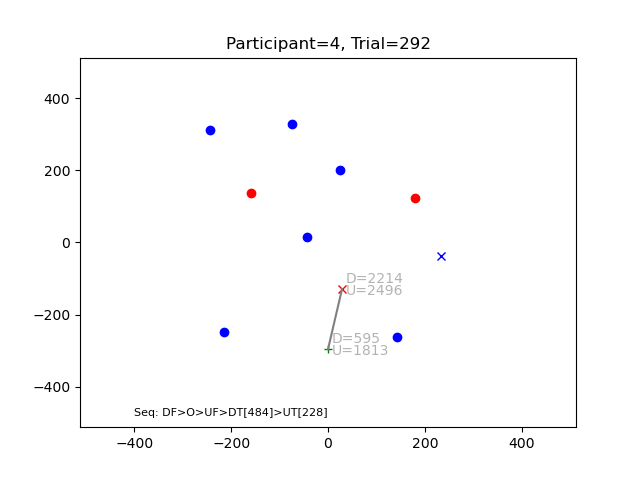 Participant=4, Trial=292
400
200
0
−200
−400
D=2214
U=2496
D=595
U=1813
Seq: DF>O>UF>DT[484]>UT[228]
−400 −200 0 200 400